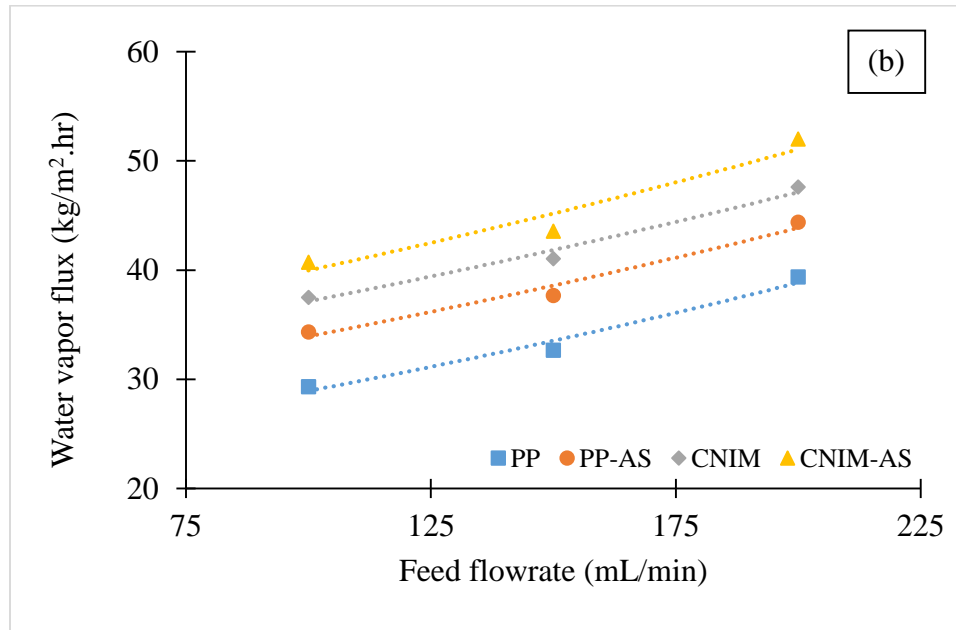 (b)
Water vapor flux (kg/m².hr)
60
50
40
30
20
PP PP-AS CNIM CNIM-AS
75 125 175 225
Feed flowrate (mL/min)